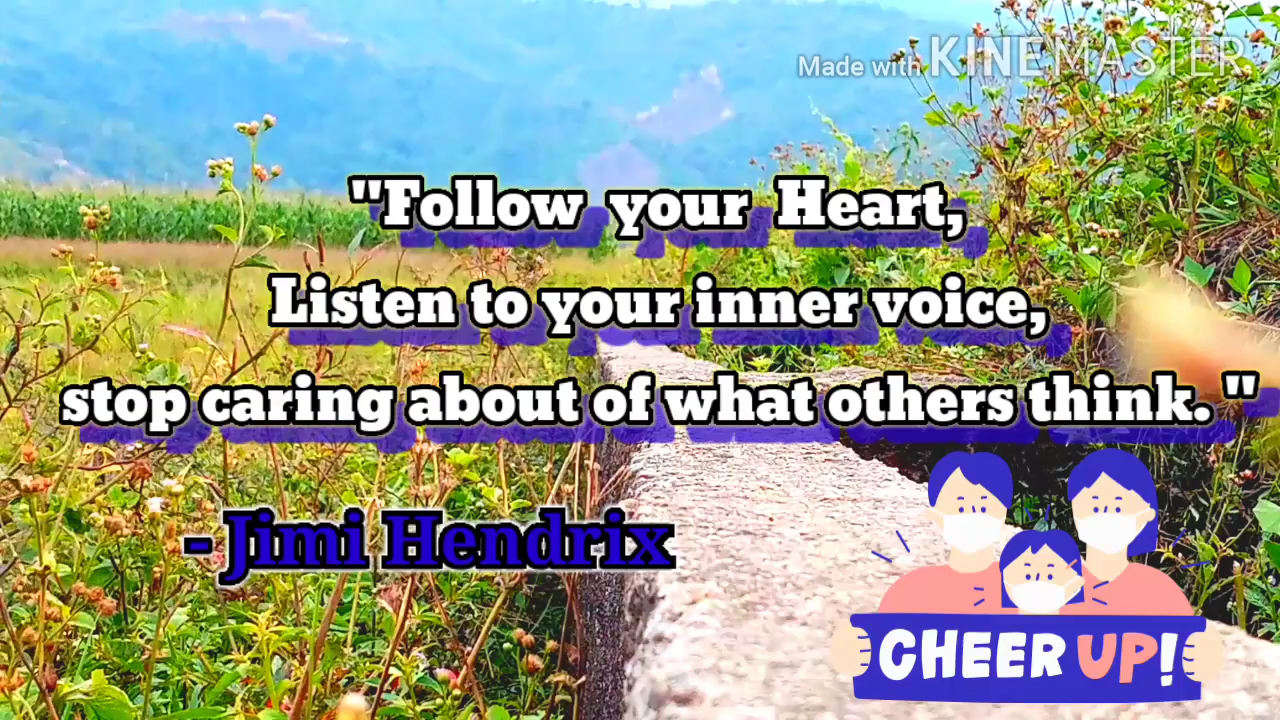 Made with KINEMASTER
"Follow your Heart,
Listen to your inner voice,
stop caring about of what others think. "
- Jimi Hendrix
CHEER UP!